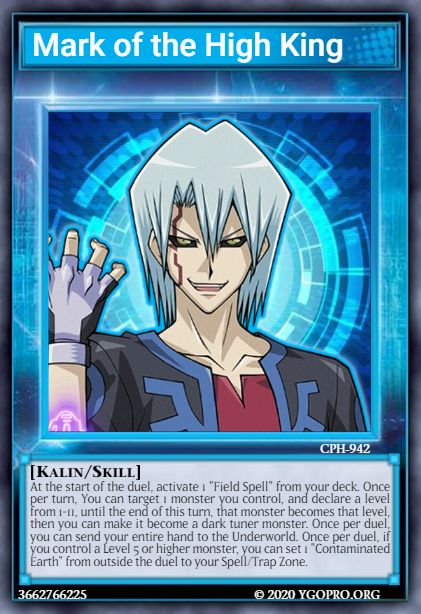 Mark of the High King
CPH-942
[Kalin/Skill]
At the start of the duel, activate 1 "Field Spell" from your deck. Once
per turn, You can target 1 monster you control, and declare a level
from 1-11, until the end of this turn, that monster becomes that level,
then you can make it become a dark tuner monster. Once per duel,
you can send your entire hand to the Underworld. Once per duel, if
you control a Level 5 or higher monster, you can set 1 "Contaminated
Earth" from outside the duel to your Spell/Trap Zone.
3662766225
© 2020 YGOPRO.ORG